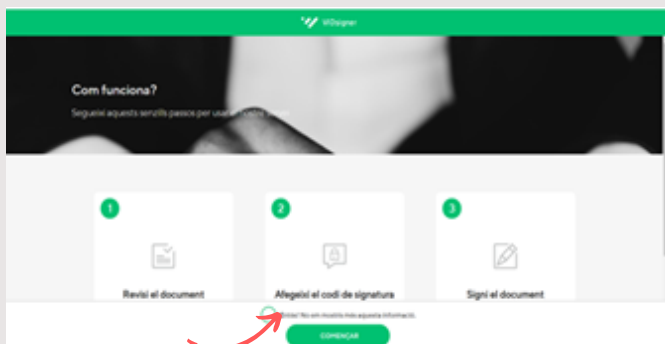 VIDsigner
Com funciona?
Segueixi aquests senzills passos per usar
1
2
3
Revisi el document
Afegeixi el codi de signatura
Signi el document
No em mostris més aquesta informació.
COMENÇAR